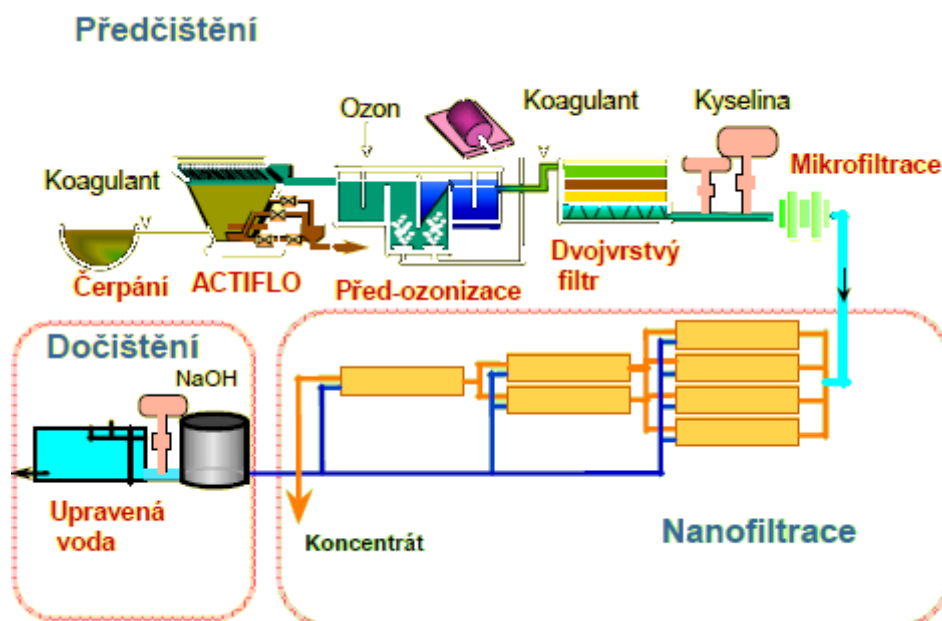 Předčištění
Ozon
Koagulant
Kyselina
Mikrofiltrace
Koagulant
Čerpání
ACTIFLO
Před-ozonizace
Dvojvrstvý
filtr
Dočištění
NaOH
Upravená
voda
Koncentrát
Nanofiltrace